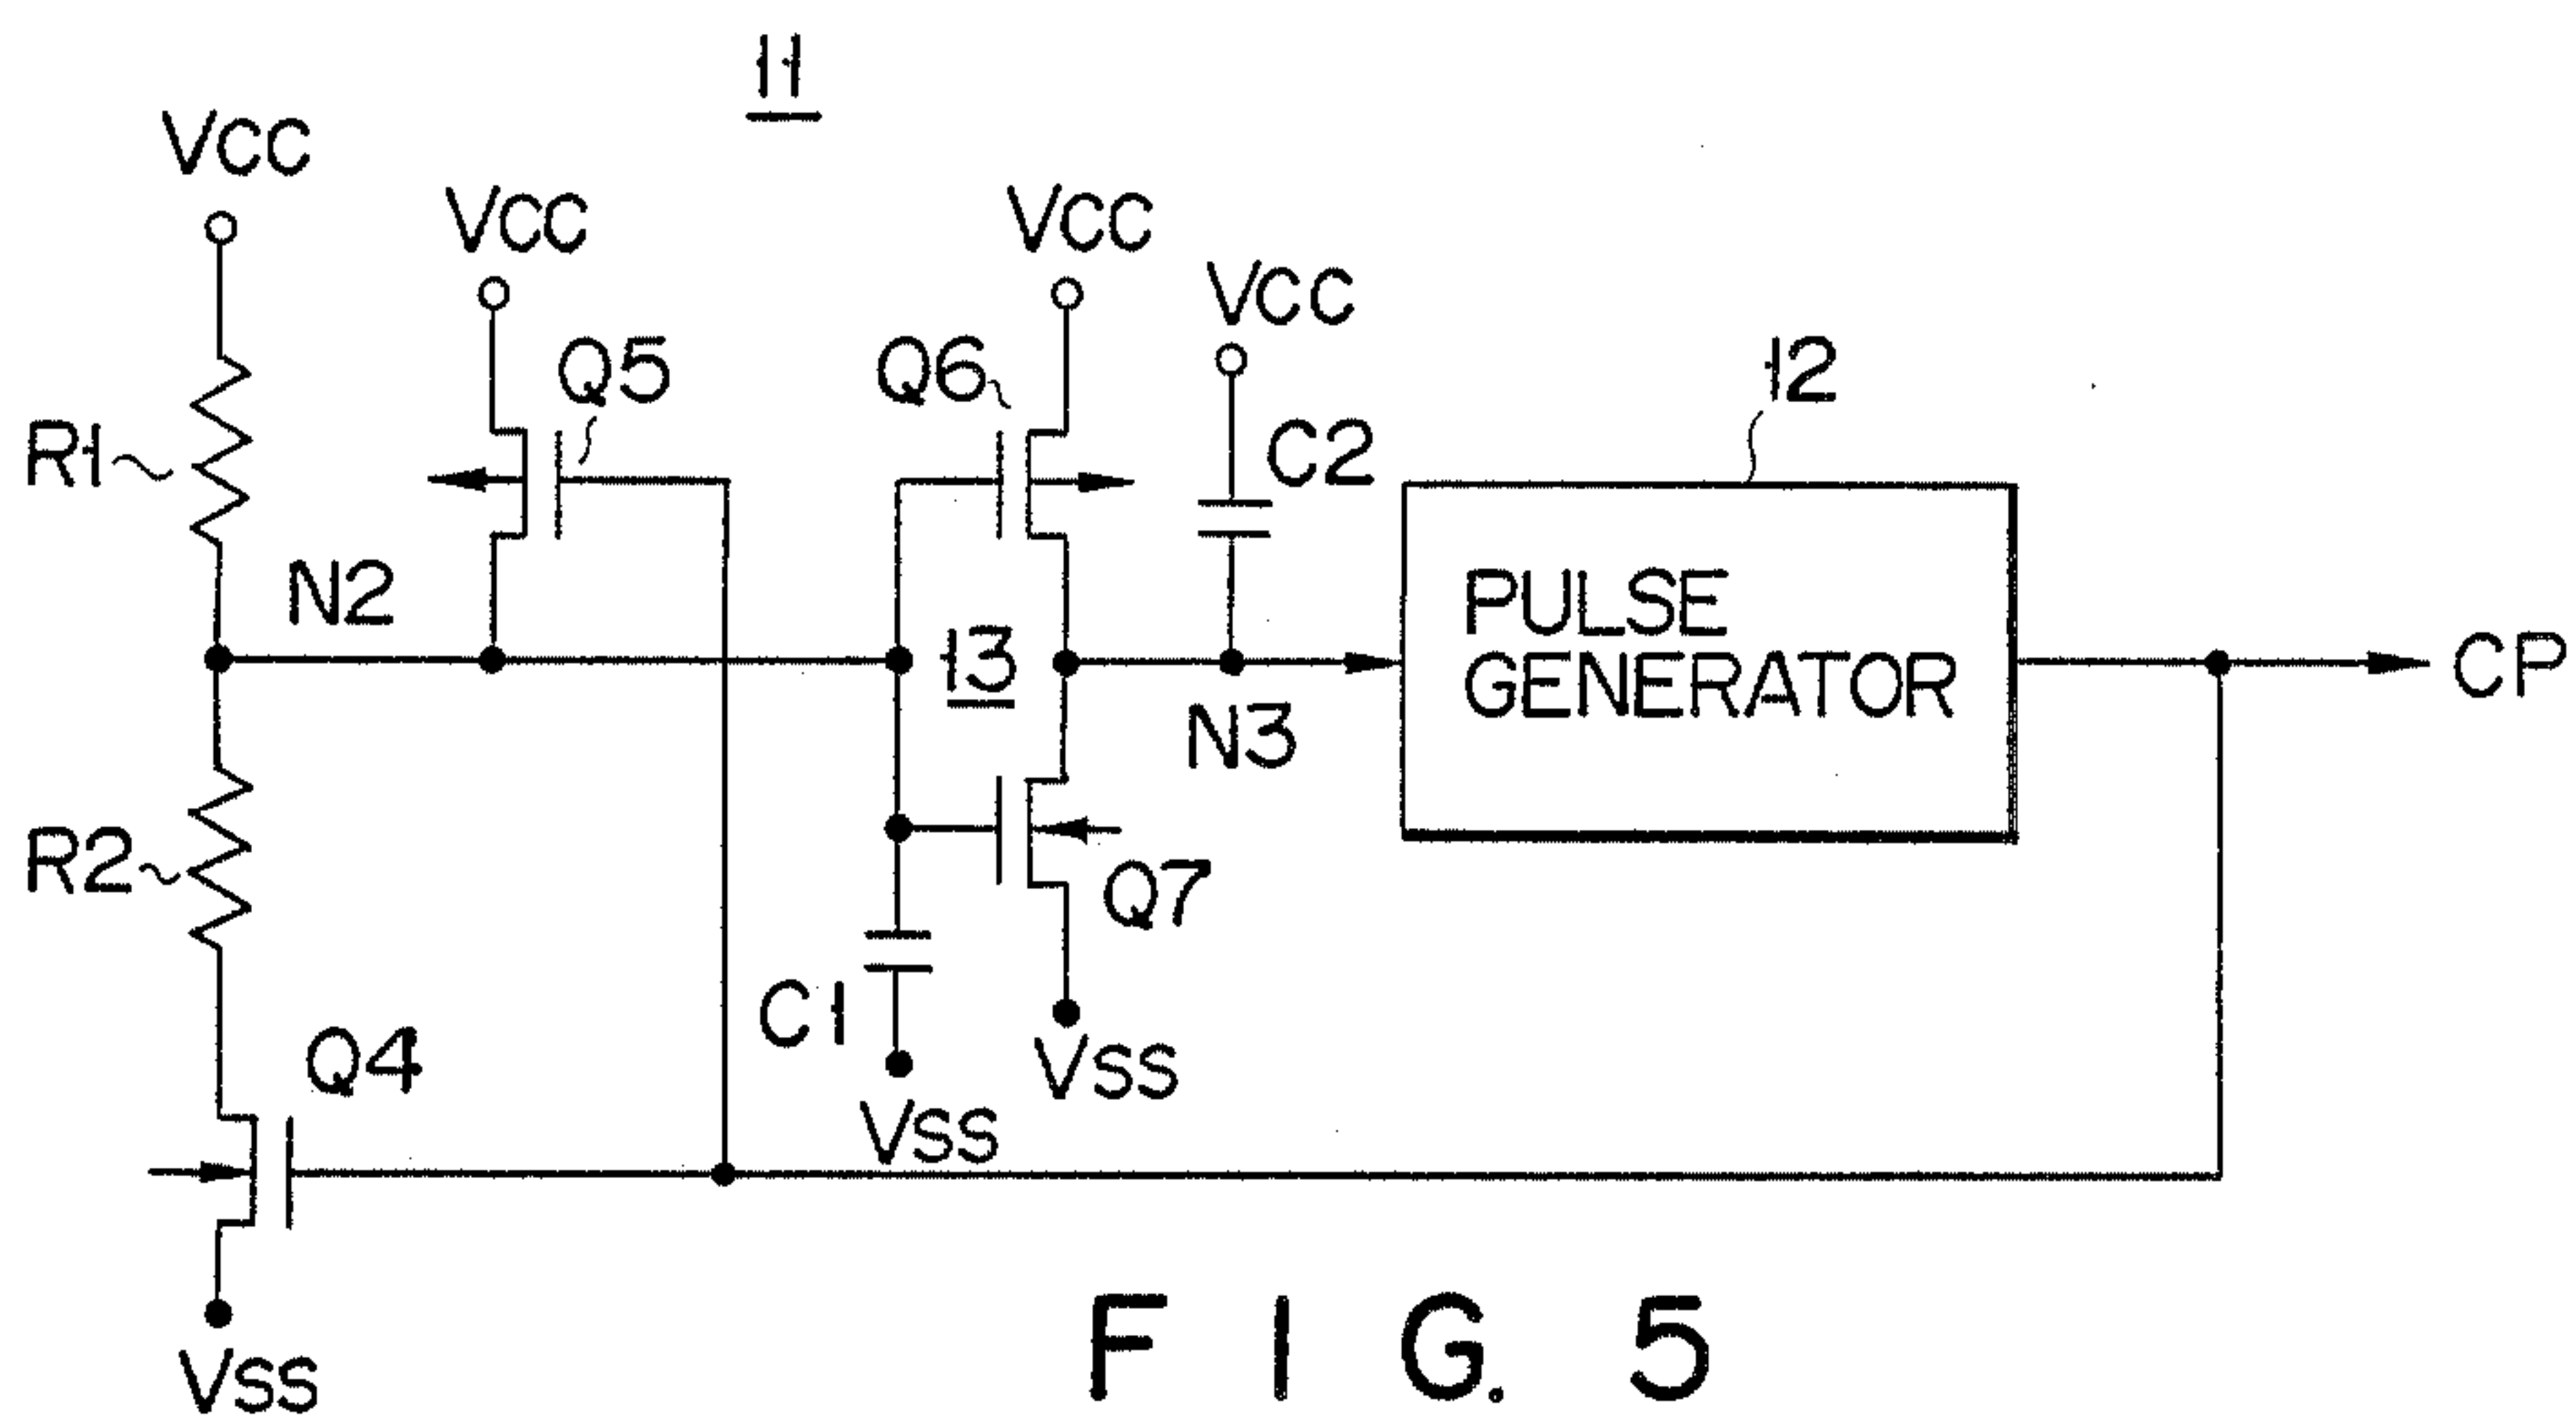 11
VCC
VCC
VCC
VCC
Q5
Q6
12
R1
C2
N2
13
PULSE
GENERATOR
CP
N3
R2
Q7
C1
Q4
VSS
VSS
VSS
FIG. 5